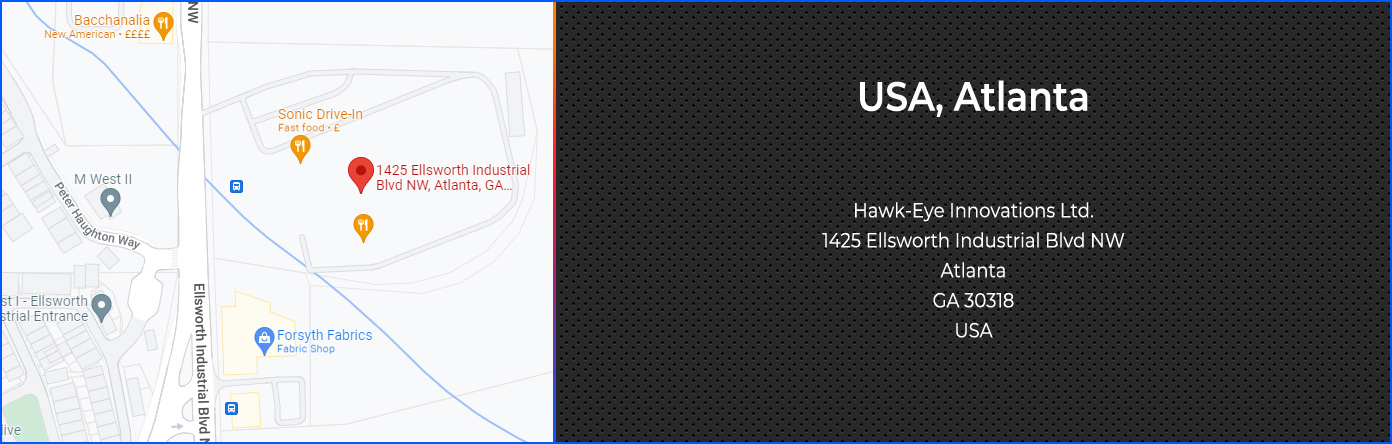 NW
Bacchanalia
New American • ££££
Sonic Drive-In
Fast food • £
1425 Ellsworth Industrial
Blvd NW, Atlanta, GA...
M West II
Peter Haughton Way
st I - Ellsworth
strial Entrance
Ellsworth Industrial Blvd N
Forsyth Fabrics
Fabric Shop
ive
USA, Atlanta
Hawk-Eye Innovations Ltd.
1425 Ellsworth Industrial Blvd NW
Atlanta
GA 30318
USA